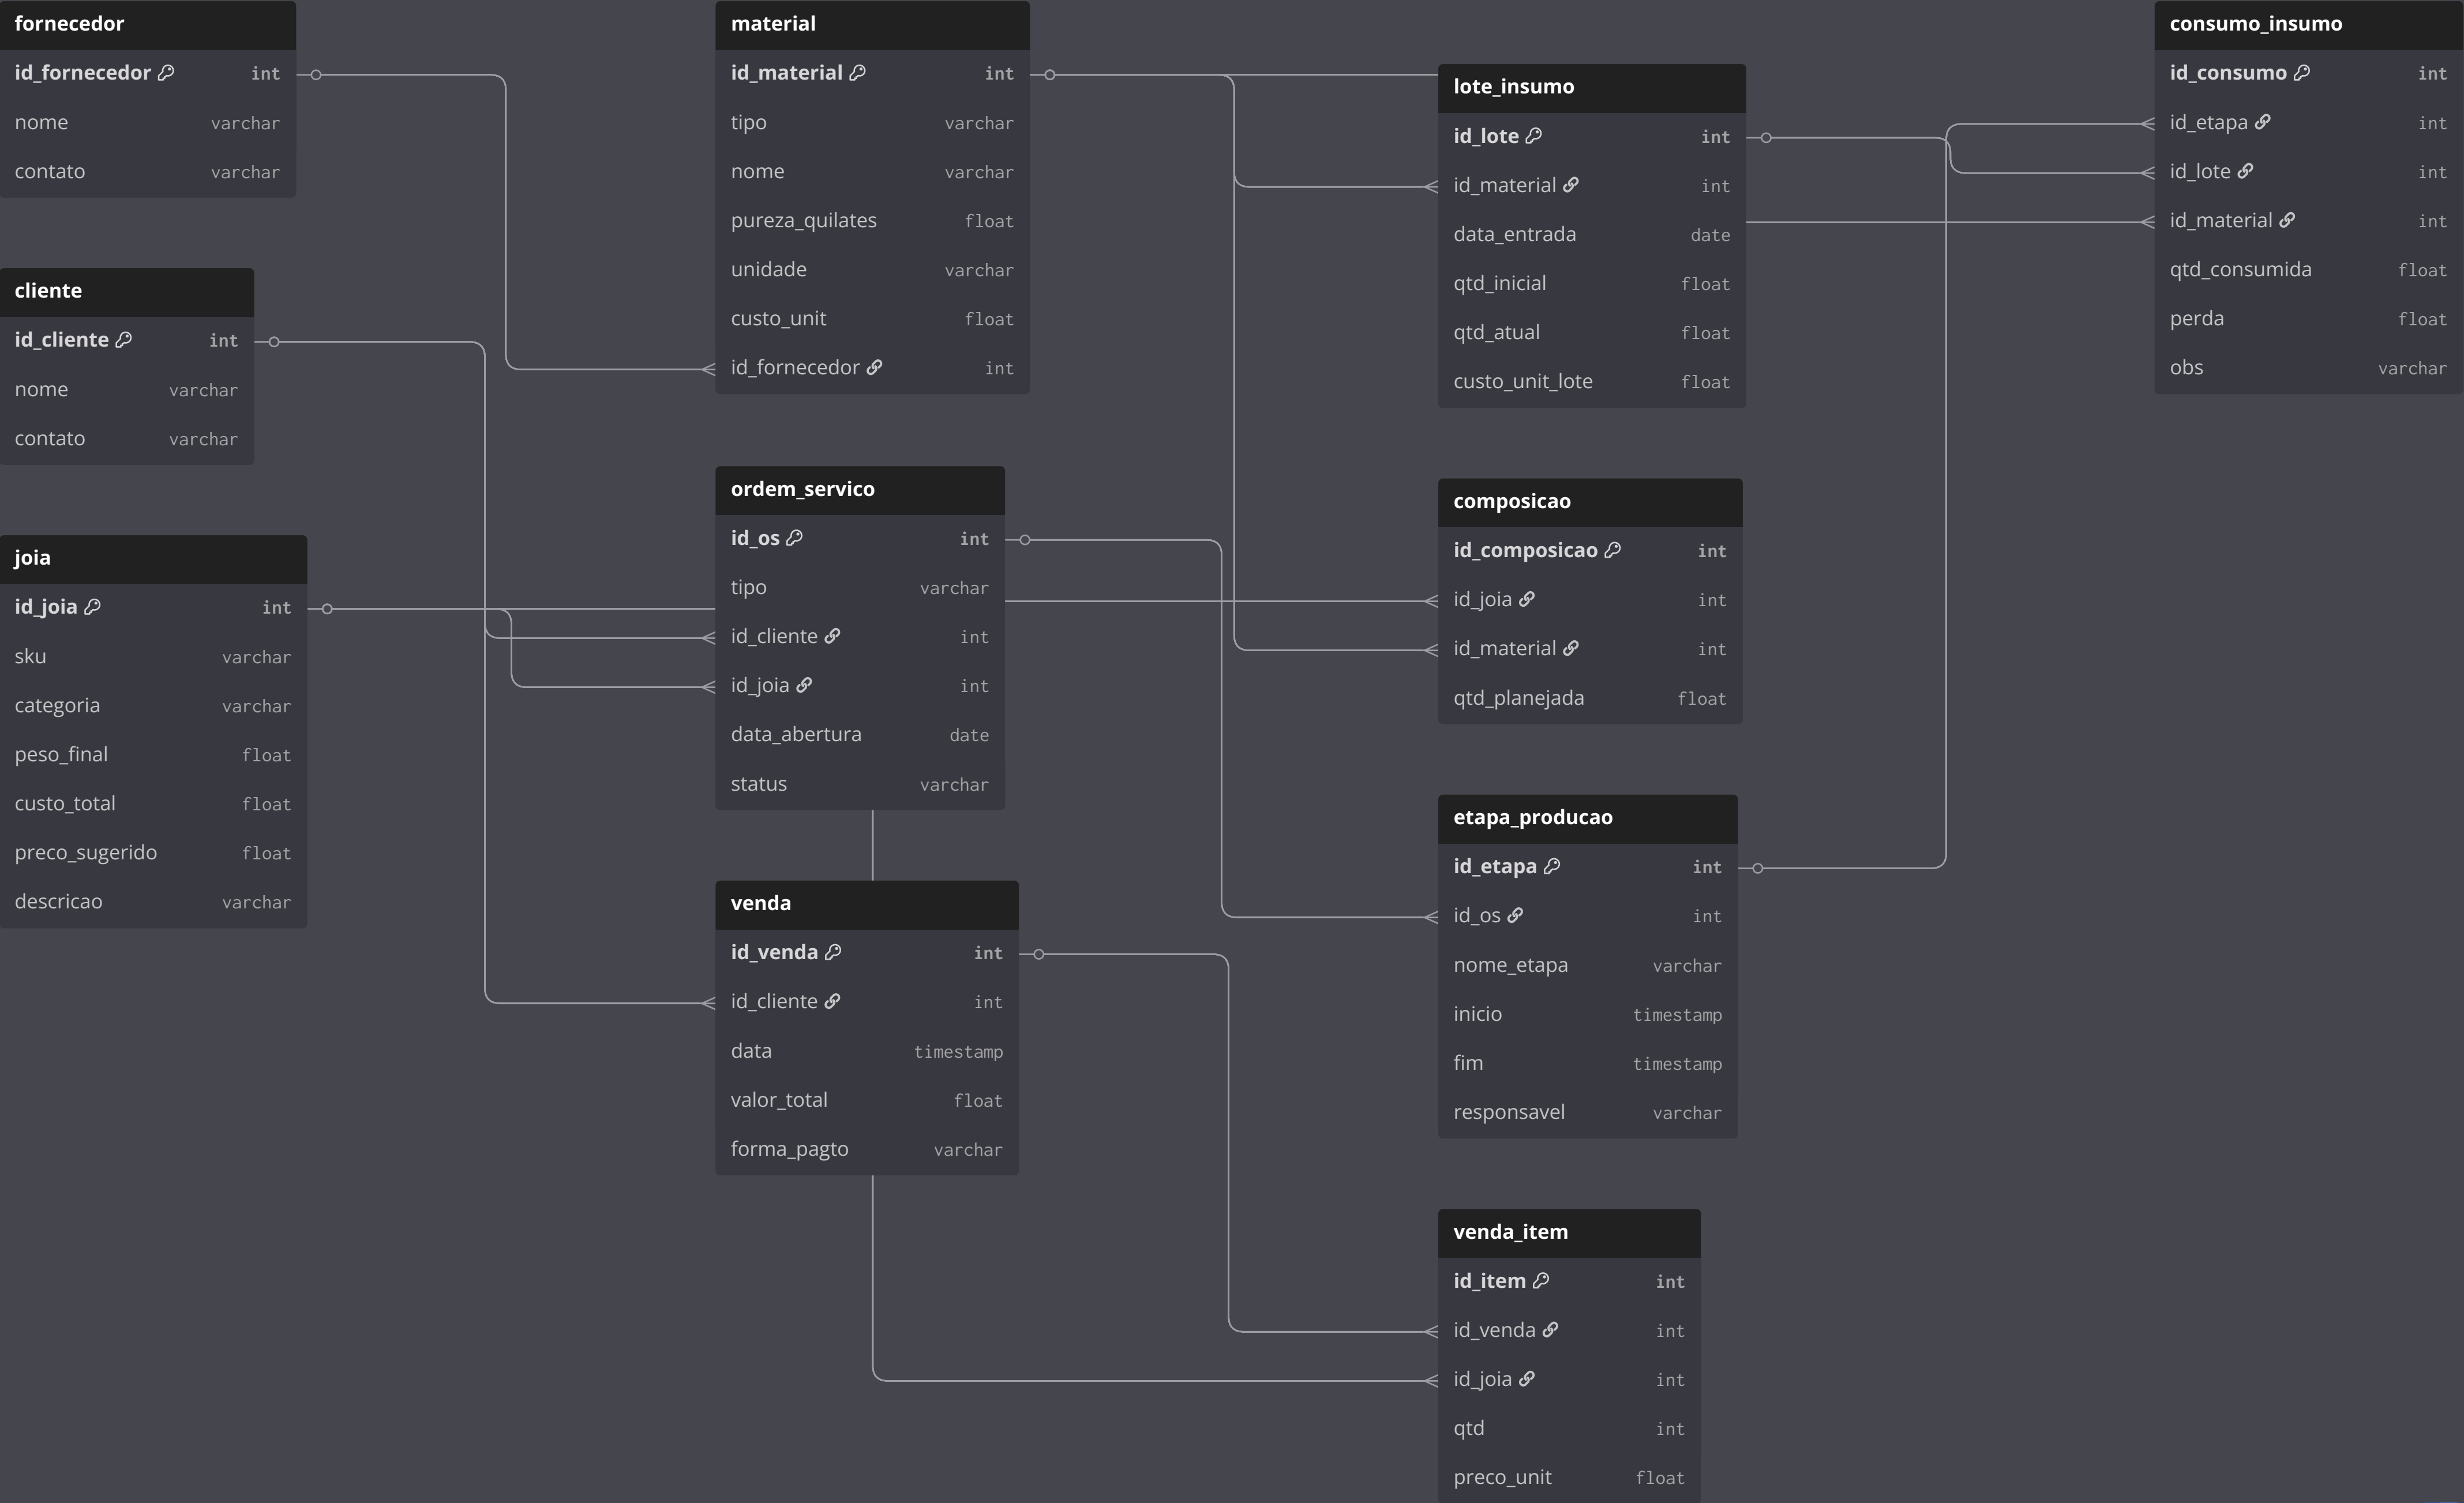 fornecedor
id_fornecedor int
nome varchar
contato varchar
cliente
id_cliente int
nome varchar
contato varchar
joia
id_joia int
sku varchar
categoria varchar
peso_final float
custo_total float
preco_sugerido float
descricao varchar
material
id_material int
tipo varchar
nome varchar
pureza_quilates float
unidade varchar
custo_unit float
id_fornecedor int
ordem_servico
id_os int
tipo varchar
id_cliente int
id_joia int
data_abertura date
status varchar
venda
id_venda int
id_cliente int
data timestamp
valor_total float
forma_pagto varchar
lote_insumo
id_lote int
id_material int
data_entrada date
qtd_inicial float
qtd_atual float
custo_unit_lote float
composicao
id_composicao int
id_joia int
id_material int
qtd_planejada float
etapa_producao
id_etapa int
id_os int
nome_etapa varchar
inicio timestamp
fim timestamp
responsavel varchar
venda_item
id_item int
id_venda int
id_joia int
qtd int
preco_unit float
consumo_insumo
id_consumo int
id_etapa int
id_lote int
id_material int
qtd_consumida float
perda float
obs varchar